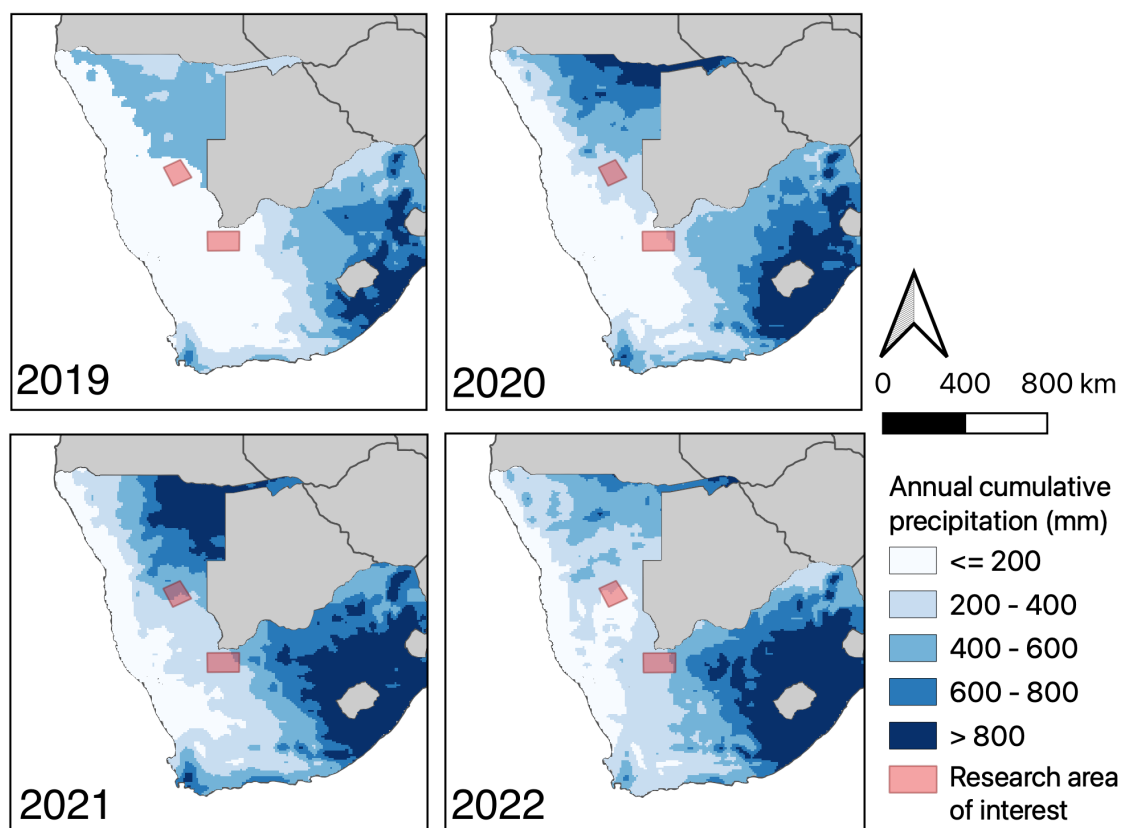 2019
2020
0 400 800 km
Annual cumulative
precipitation (mm)
<= 200
200 - 400
400 - 600
600 - 800
> 800
Research area
of interest
2021
2022